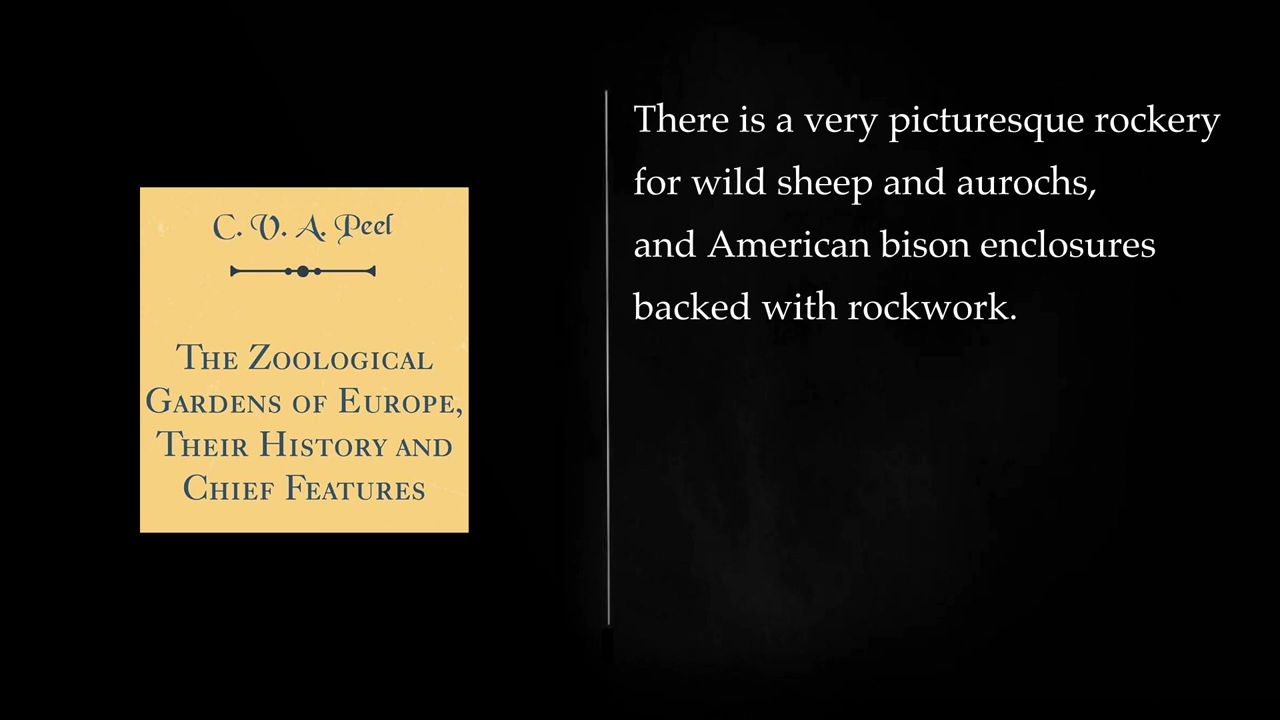 C. V. A. Peel
The Zoological
Gardens of Europe,
Their History and
Chief Features
There is a very picturesque rockery
for wild sheep and aurochs,
and American bison enclosures
backed with rockwork.